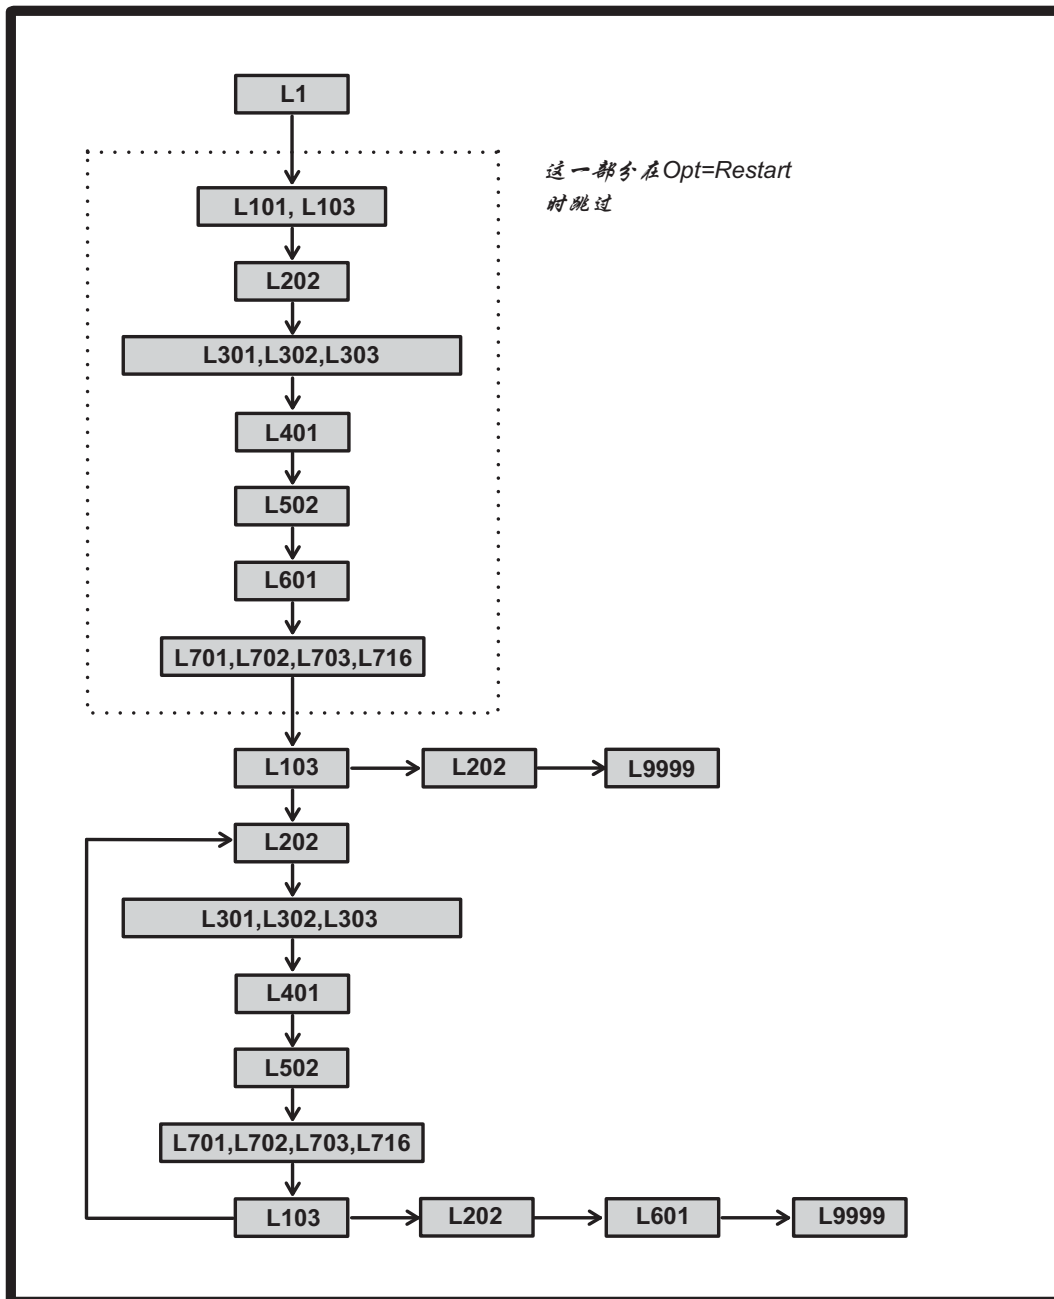 L1
这一部分在Opt=Restart
时跳过
L101, L103
L202
L301,L302,L303
L401
L502
L601
L701,L702,L703,L716
L103
L202
L9999
L202
L301,L302,L303
L401
L502
L701,L702,L703,L716
L103
L202
L601
L9999